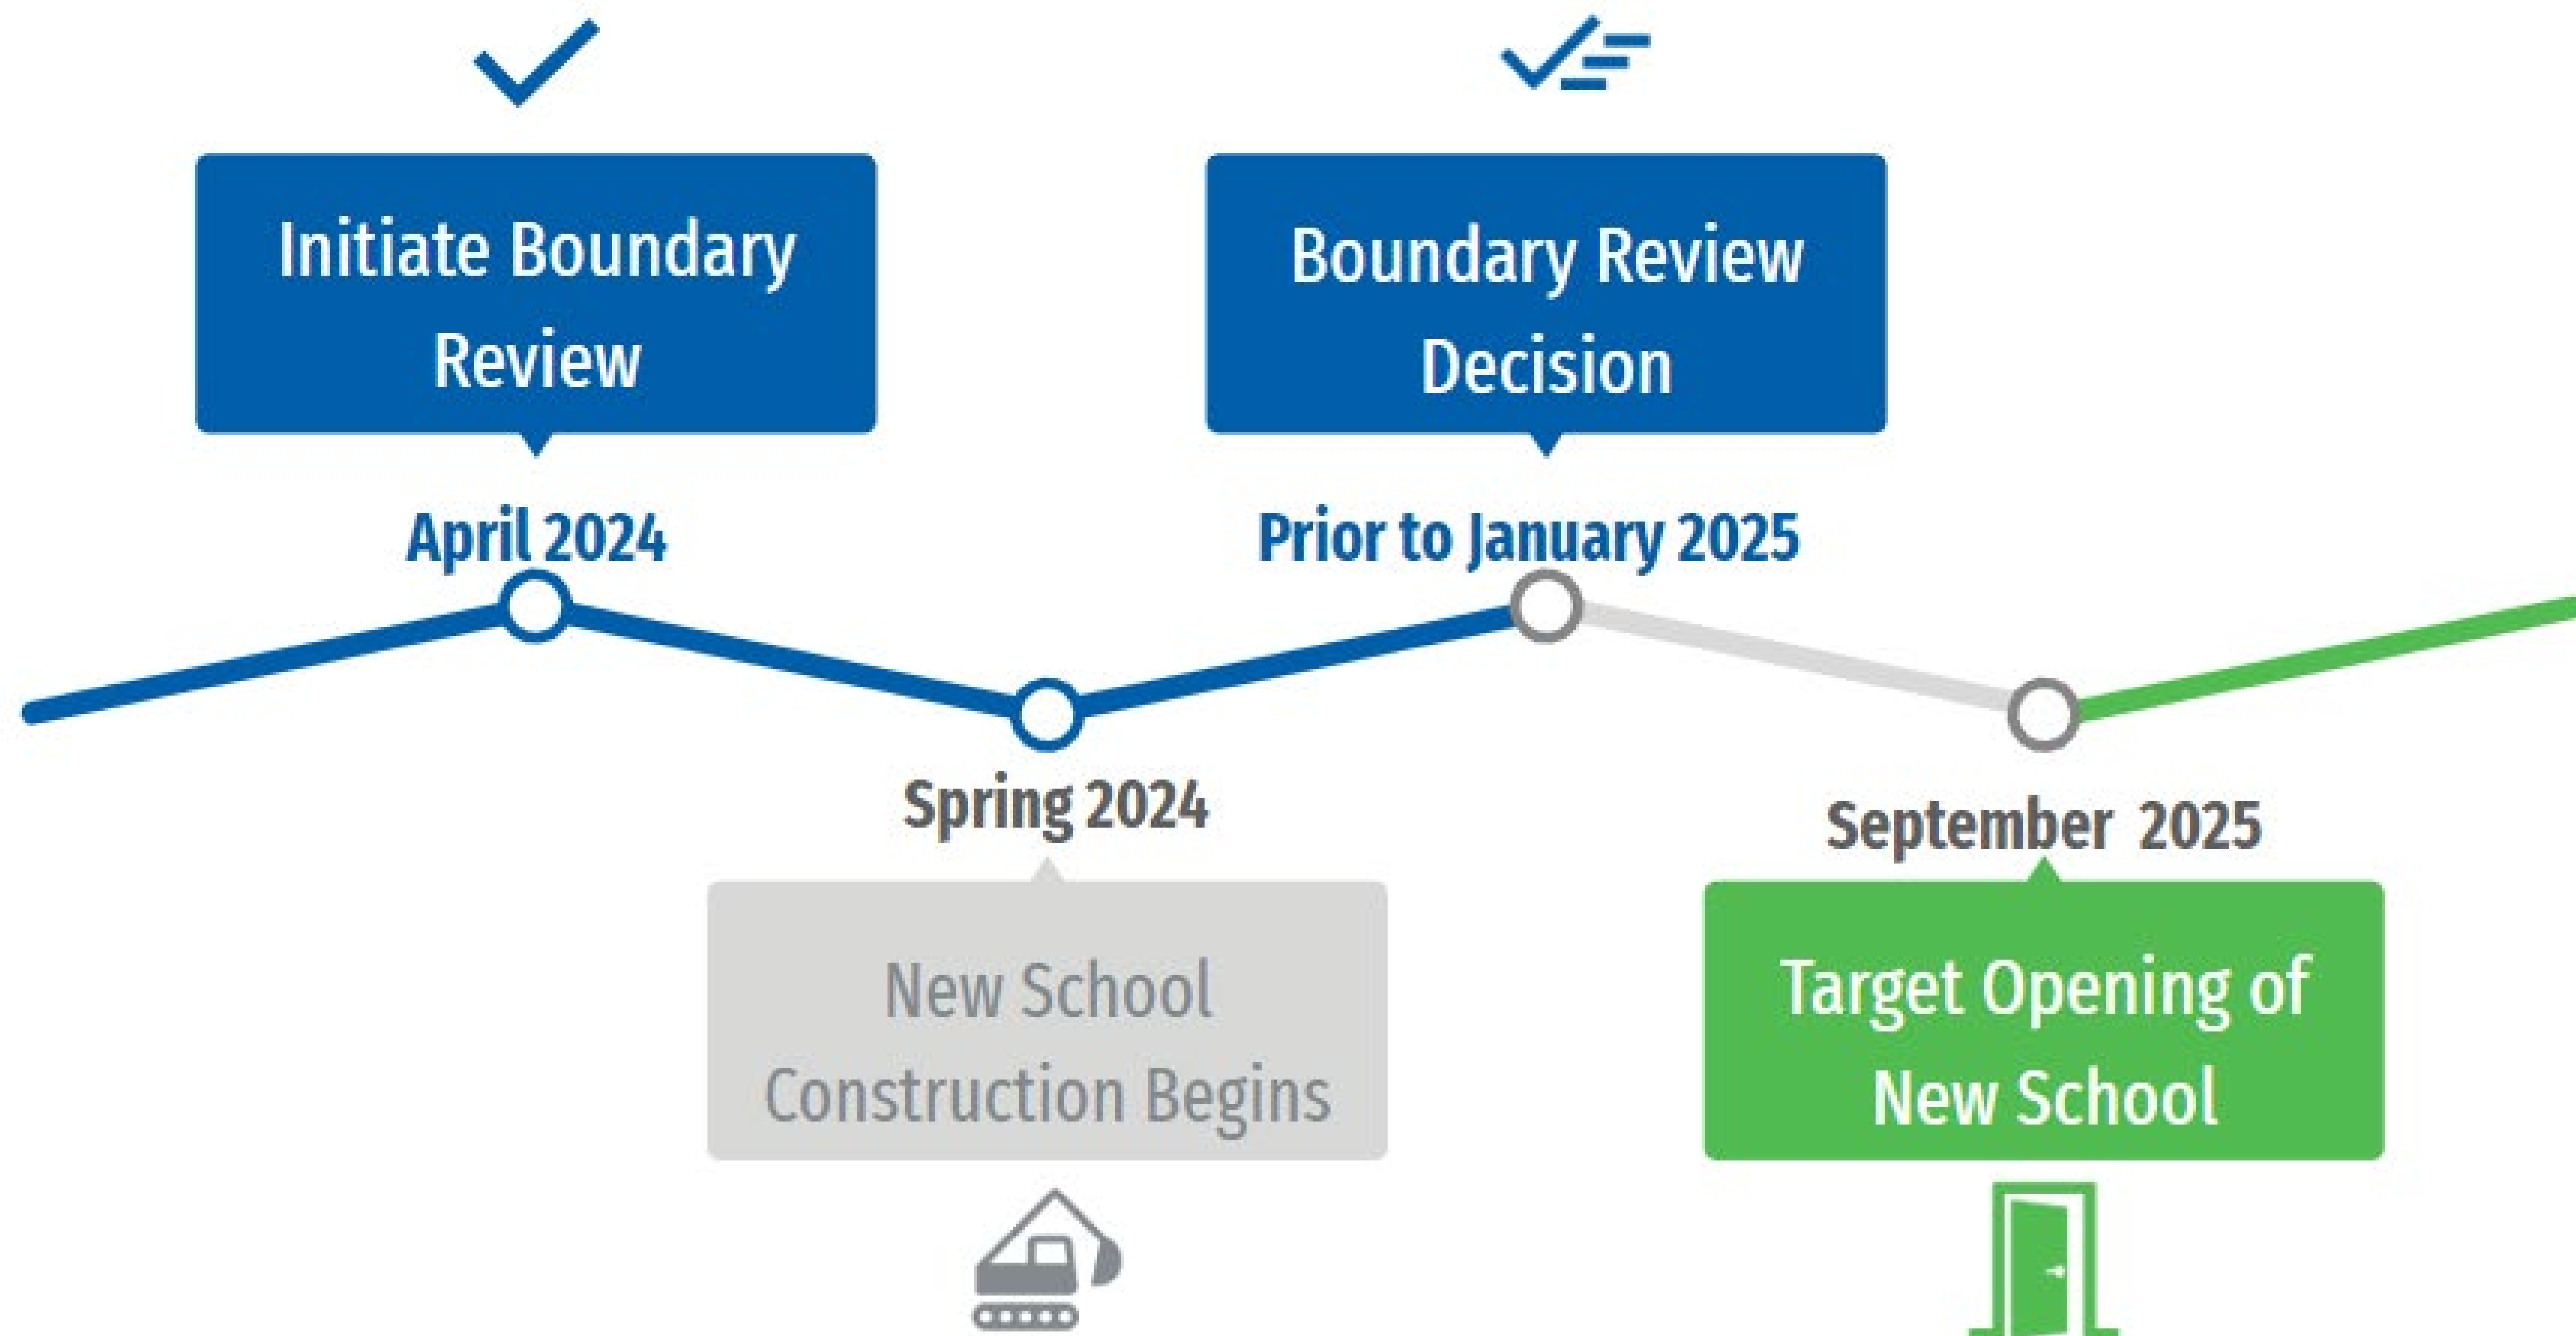 Initiate Boundary
Review
Boundary Review
Decision
April 2024
Prior to January 2025
Spring 2024
September 2025
New School
Construction Begins
Target Opening of
New School